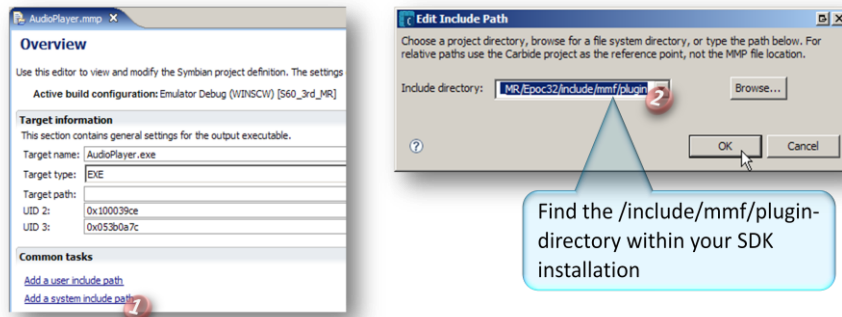 AudioPlayer.mmp
Overview
Use this editor to view and modify the Symbian project definition. The settings
Active build configuration: Emulator Debug (WINSCW) [S60_3rd_MR]
Target information
This section contains general settings for the output executable.
Target name: AudioPlayer.exe
Target type: EXE
Target path:
UID 2: 0x100039ce
UID 3: 0x053b0a7c
Common tasks
Add a user include path
Add a system include path
1
Edit Include Path
Choose a project directory, browse for a file system directory, or type the path below. For
relative paths use the Carbide project as the reference point, not the MMP file location.
Include directory: MR/Epoc32/include/mmf/plugin Browse...
2
OK Cancel
Find the /include/mmf/plugin-
directory within your SDK
installation